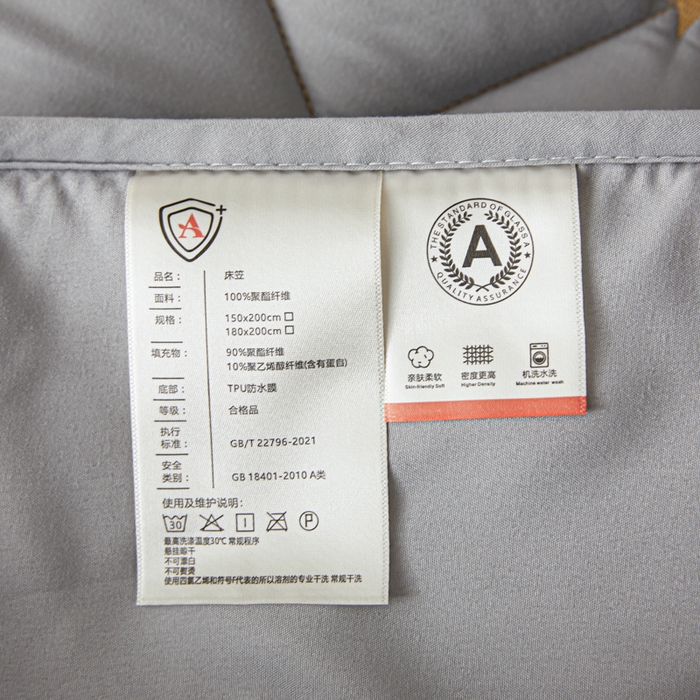 A
品名： 床笠
面料： 100%聚酯纤维
规格： 150x200cm
180x200cm
填充物： 90%聚酯纤维
10%聚乙烯醇纤维(含有蛋白)
底部： TPU防水膜
等级： 合格品
执行
标准： GB/T 22796-2021
安全
类别： GB 18401-2010 A类
使用及维护说明：
30 P
最高洗涤温度30℃ 常规程序
悬挂晾干
不可漂白
不可熨烫
使用四氯乙烯和符号F代表的所以溶剂的专业干洗 常规干洗
THE STANDARD OF GLASS A
A
QUALITY ASSURANCE
亲肤柔软 密度更高 机洗水洗
Skin-friendly Soft Higher Density Machine water wash